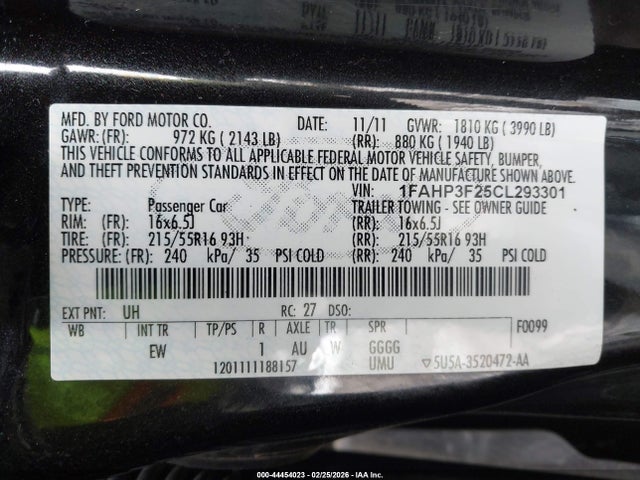 MFD. BY FORD MOTOR CO. DATE: 11/11 GVWR: 1810 KG ( 3990 LB)
GAWR: (FR): 972 KG ( 2143 LB) (RR): 880 KG ( 1940 LB)
THIS VEHICLE CONFORMS TO ALL APPLICABLE FEDERAL MOTOR VEHICLE SAFETY, BUMPER,
AND THEFT PREVENTION STANDARDS IN EFFECT ON THE DATE OF MANUFACTURE SHOWN ABOVE.
VIN: 1FAHP3F25CL293301
TYPE: Passenger Car TRAILER TOWING - SEE OWNER GUIDE
RIM: (FR): 16x6.5J (RR): 16x6.5J
TIRE: (FR): 215/55R16 93H (RR): 215/55R16 93H
PRESSURE: (FR): 240 kPa/ 35 PSI COLD (RR): 240 kPa/ 35 PSI COLD
EXT PNT: UH RC: 27 DSO:
WB INT TR TP/PS R AXLE TR SPR F0099
EW 1 AU W GGGG
1201111188157 UMU ▽5U5A-3520472-AA
000-44454023 | 02/25/2026 - IAAI.COM